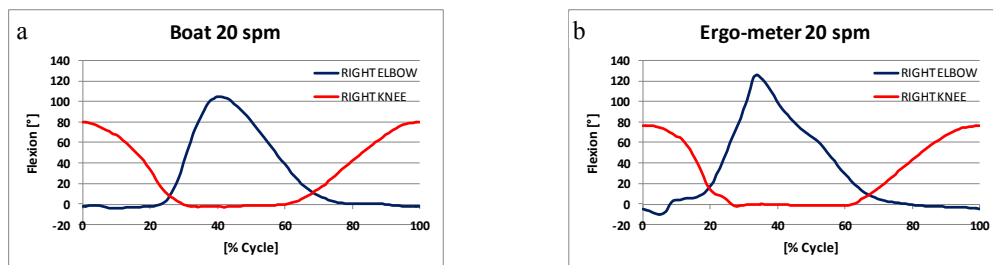 a
Boat 20 spm
140
120
100
80
60
40
20
0
-20
Flexion [°]
RIGHT ELBOW
RIGHT KNEE
0 20 40 60 80 100
[% Cycle]
b
Ergo-meter 20 spm
140
120
100
80
60
40
20
0
-20
Flexion [°]
RIGHT ELBOW
RIGHT KNEE
0 20 40 60 80 100
[% Cycle]